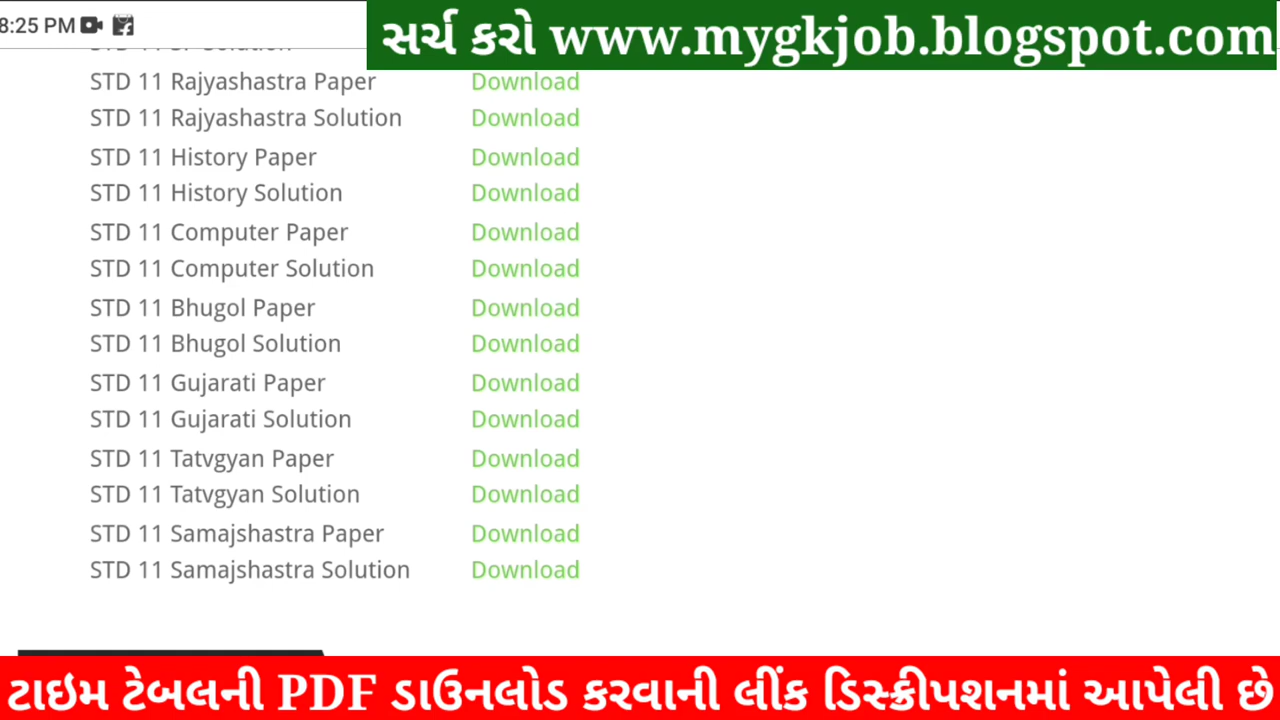 8:25 PM
સર્ચ કરો www.mygkjob.blogspot.com
STD 11 Rajyashastra Paper Download
STD 11 Rajyashastra Solution Download
STD 11 History Paper Download
STD 11 History Solution Download
STD 11 Computer Paper Download
STD 11 Computer Solution Download
STD 11 Bhugol Paper Download
STD 11 Bhugol Solution Download
STD 11 Gujarati Paper Download
STD 11 Gujarati Solution Download
STD 11 Tatvgyan Paper Download
STD 11 Tatvgyan Solution Download
STD 11 Samajshastra Paper Download
STD 11 Samajshastra Solution Download
ટાઇમ ટેબલની PDF ડાઉનલોડ કરવાની લીંક ડિસ્ક્રીપશનમાં આપેલી છે